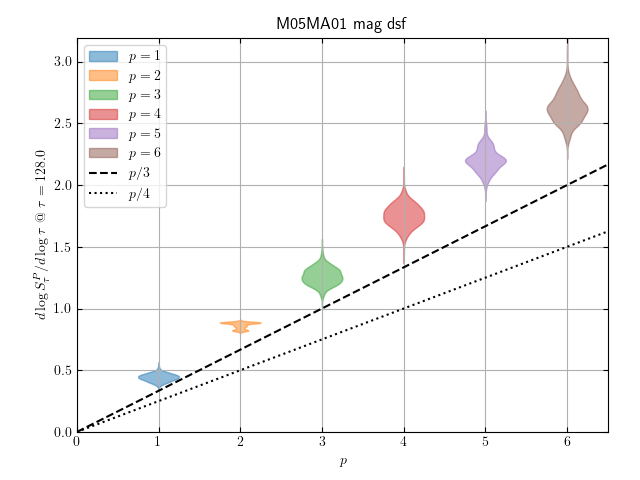 M05MA01 mag dsf
3.0
2.5
2.0
1.5
1.0
0.5
0.0
d log S_τ^P / d log τ @ τ = 128.0
p = 1
p = 2
p = 3
p = 4
p = 5
p = 6
p/3
p/4
0 1 2 3 4 5 6
p